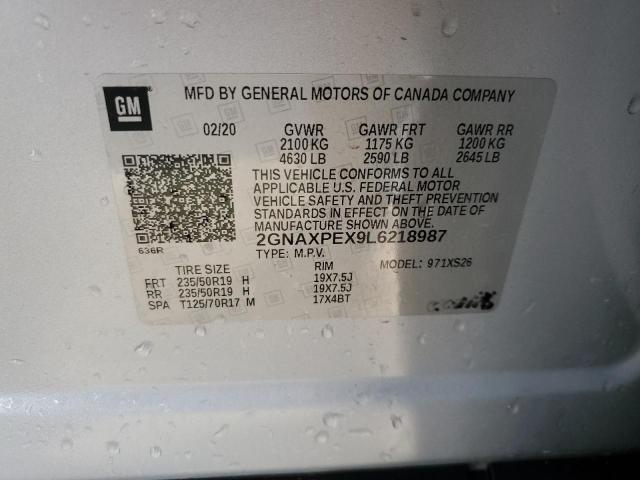 GM
MFD BY GENERAL MOTORS OF CANADA COMPANY
02/20 GVWR GAWR FRT GAWR RR
2100 KG 1175 KG 1200 KG
4630 LB 2590 LB 2645 LB
THIS VEHICLE CONFORMS TO ALL
APPLICABLE U.S. FEDERAL MOTOR
VEHICLE SAFETY AND THEFT PREVENTION
STANDARDS IN EFFECT ON THE DATE OF
MANUFACTURE SHOWN ABOVE.
2GNAXPEX9L6218987
636R
TYPE: M.P.V. MODEL: 971XS26
TIRE SIZE RIM
FRT 235/50R19 H 19X7.5J
RR 235/50R19 H 19X7.5J
SPA T125/70R17 M 17X4BT